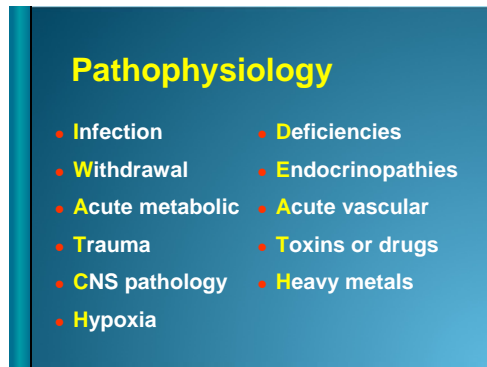 Pathophysiology
• Infection
• Withdrawal
• Acute metabolic
• Trauma
• CNS pathology
• Hypoxia
• Deficiencies
• Endocrinopathies
• Acute vascular
• Toxins or drugs
• Heavy metals